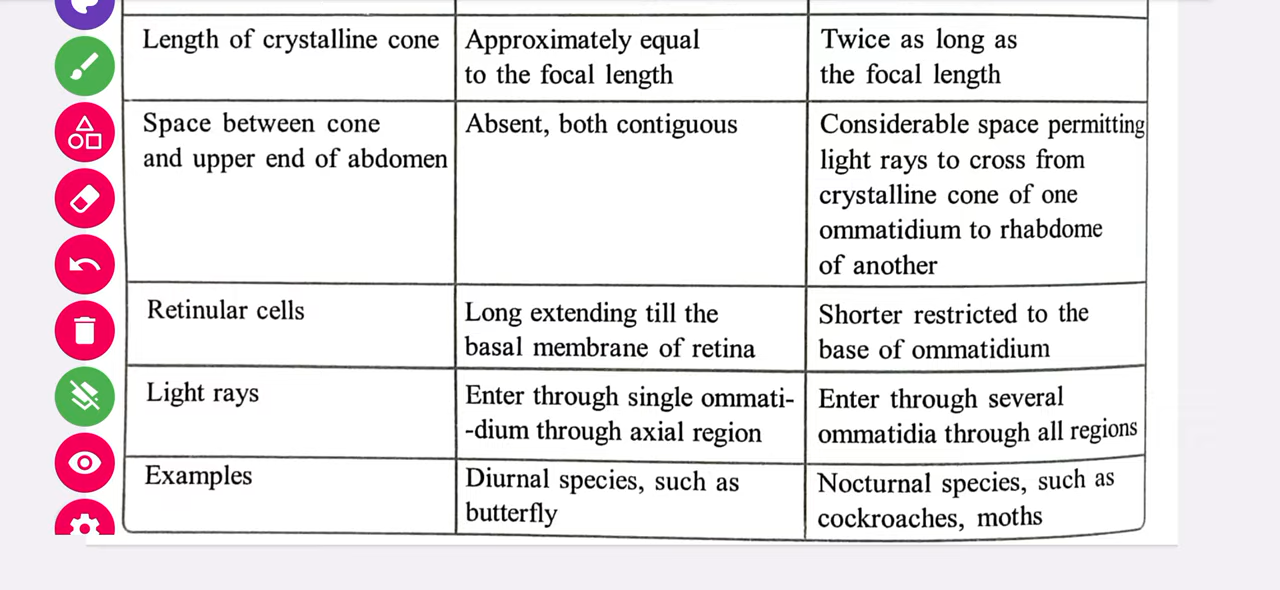 Length of crystalline cone
Approximately equal
to the focal length
Twice as long as
the focal length
Space between cone
and upper end of abdomen
Absent, both contiguous
Considerable space permitting
light rays to cross from
crystalline cone of one
ommatidium to rhabdome
of another
Retinular cells
Long extending till the
basal membrane of retina
Shorter restricted to the
base of ommatidium
Light rays
Enter through single ommati-
-dium through axial region
Enter through several
ommatidia through all regions
Examples
Diurnal species, such as
butterfly
Nocturnal species, such as
cockroaches, moths